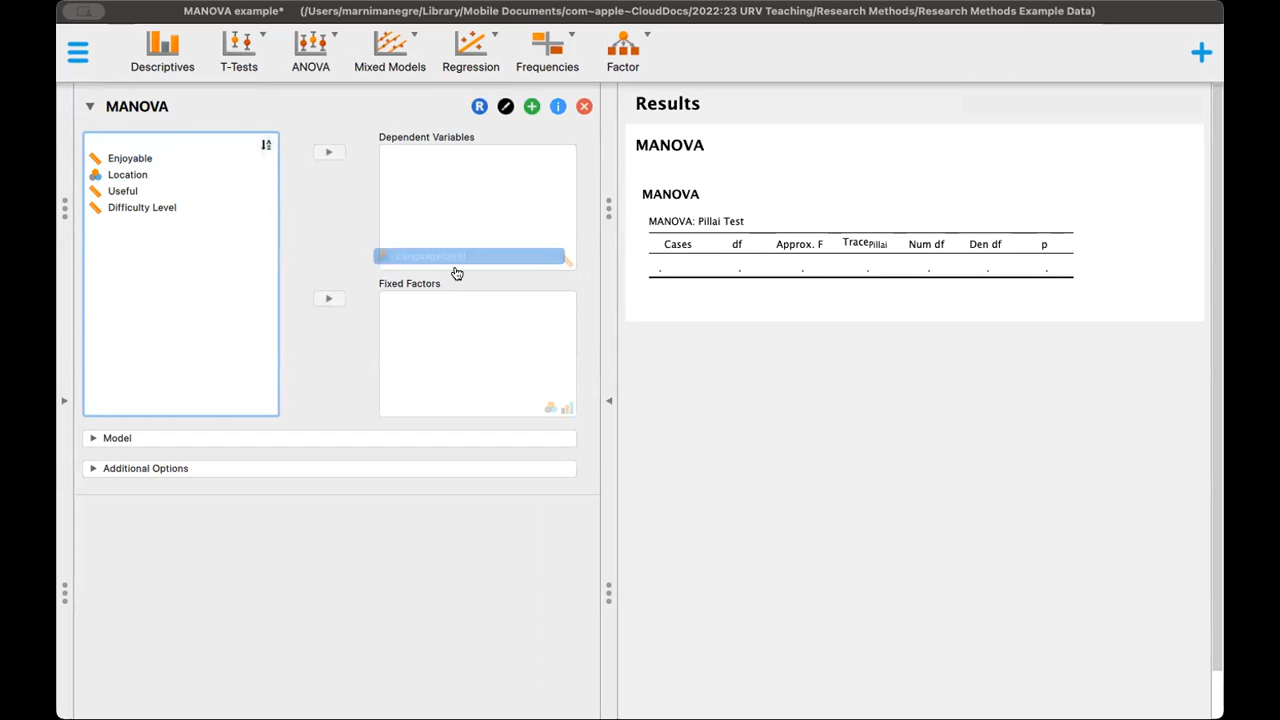 MANOVA example* (/Users/marnimanegre/Library/Mobile Documents/com~apple~CloudDocs/2022:23 URV Teaching/Research Methods/Research Methods Example Data)
Descriptives T-Tests ANOVA Mixed Models Regression Frequencies Factor
MANOVA
Enjoyable
Location
Useful
Difficulty Level
Dependent Variables
Fixed Factors
Model
Additional Options
Results
MANOVA
MANOVA
MANOVA: Pillai Test
Cases df Approx. F TracePillai Num df Den df p
. . . . . . .